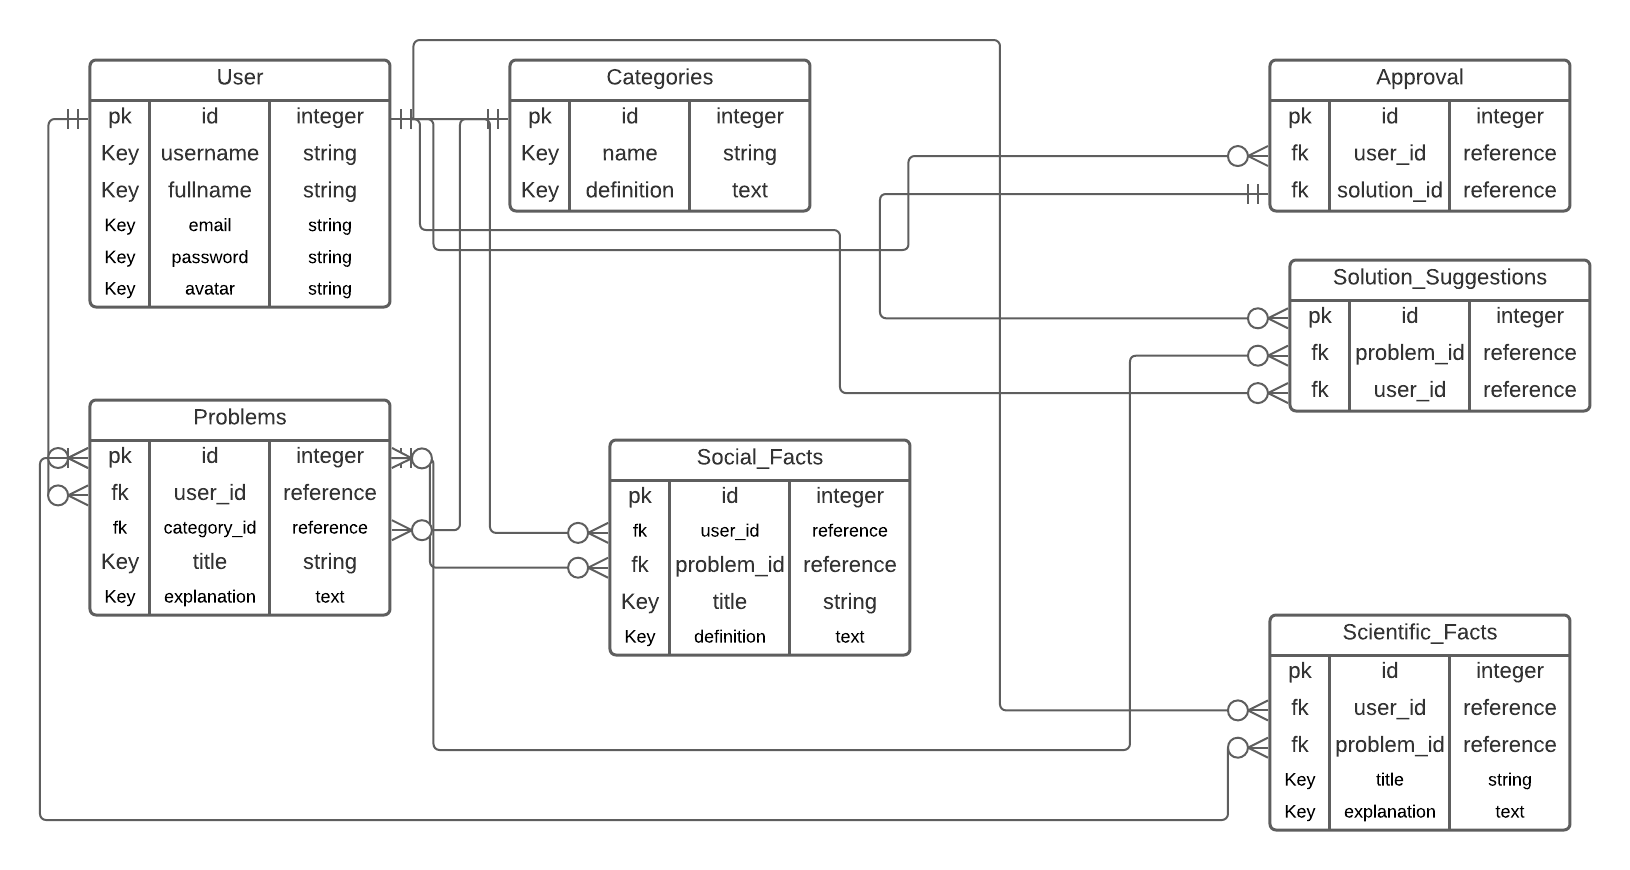 User
pk id integer
Key username string
Key fullname string
Key email string
Key password string
Key avatar string
Categories
pk id integer
Key name string
Key definition text
Approval
pk id integer
fk user_id reference
fk solution_id reference
Solution_Suggestions
pk id integer
fk problem_id reference
fk user_id reference
Problems
pk id integer
fk user_id reference
fk category_id reference
Key title string
Key explanation text
Social_Facts
pk id integer
fk user_id reference
fk problem_id reference
Key title string
Key definition text
Scientific_Facts
pk id integer
fk user_id reference
fk problem_id reference
Key title string
Key explanation text